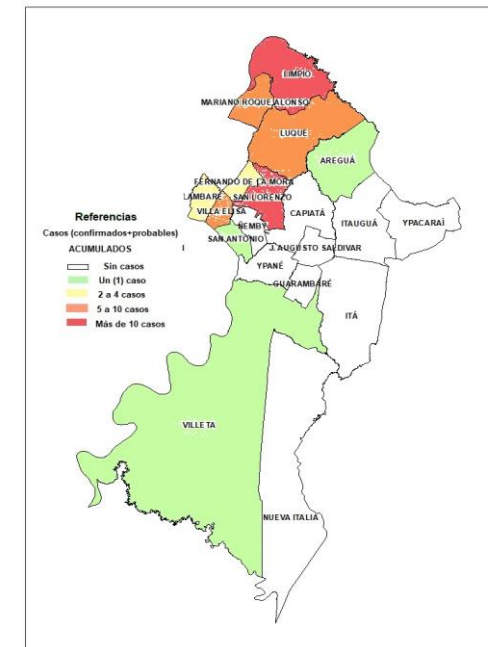 LIMPIO
MARIANO ROQUE ALONSO
LUQUE
AREGUÁ
FERNANDO DE LA MORA
LAMBARÉ
SAN LORENZO
VILLA ELISA
CAPIATÁ
ITAUGUÁ
YPACARAÍ
ÑEMBY
SAN ANTONIO
J. AUGUSTO SALDIVAR
YPANÉ
GUARAMBARÉ
ITÁ
Referencias
Casos (confirmados+probables)
ACUMULADOS I
Sin casos
Un (1) caso
2 a 4 casos
5 a 10 casos
Más de 10 casos
VILLETA
NUEVA ITALIA